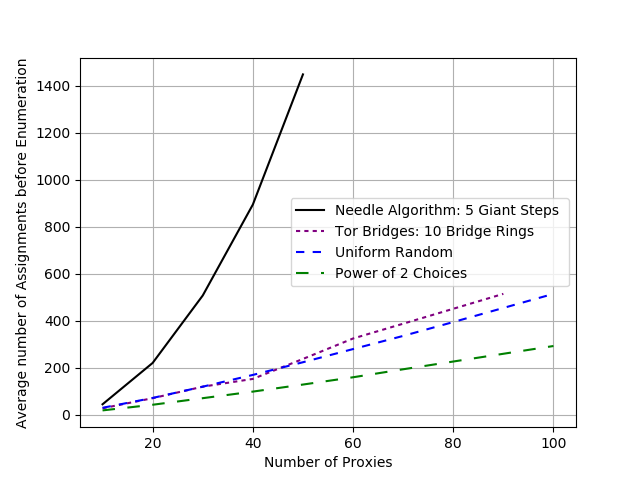 1400
1200
1000
800
600
400
200
0
Average number of Assignments before Enumeration
Needle Algorithm: 5 Giant Steps
Tor Bridges: 10 Bridge Rings
Uniform Random
Power of 2 Choices
20 40 60 80 100
Number of Proxies